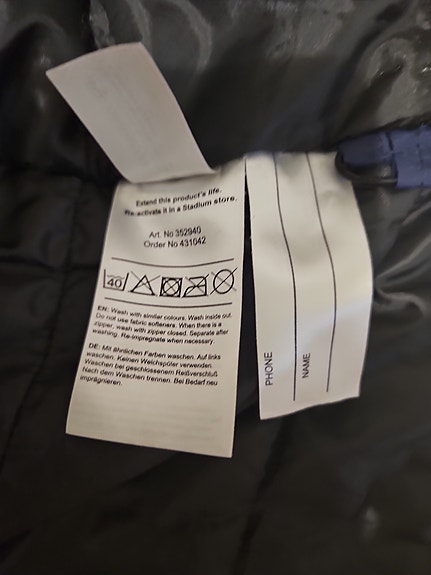 Extend this product's life.
Re-activate it in a Stadium store.
Art. No 352940
Order No 431042
40
EN: Wash with similar colours. Wash inside out.
Do not use fabric softeners. When there is a
zipper, wash with zipper closed. Separate after
washing. Re-impregnate when necessary.
DE: Mit ähnlichen Farben waschen. Auf links
waschen. Keinen Weichspüler verwenden.
Waschen bei geschlossenem Reißverschluß
Nach dem Waschen trennen. Bei Bedarf neu
imprägnieren.
PHONE
NAME